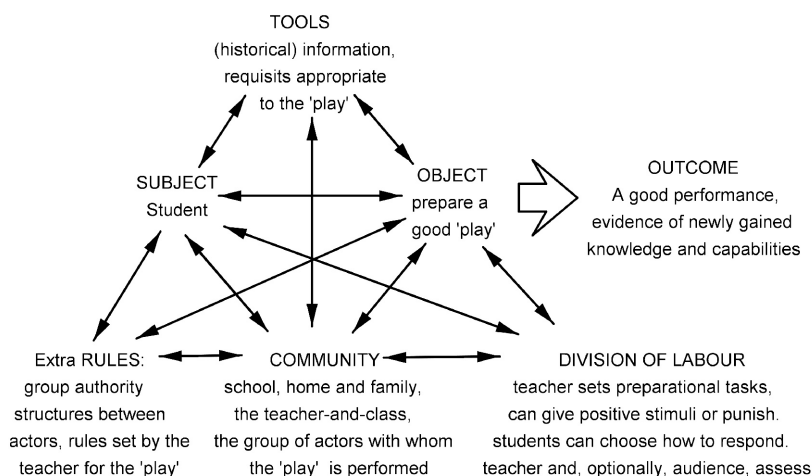 TOOLS
(historical) information,
requisits appropriate
to the 'play'
SUBJECT
Student
OBJECT
prepare a
good 'play'
OUTCOME
A good performance,
evidence of newly gained
knowledge and capabilities
Extra RULES:
group authority
structures between
actors, rules set by the
teacher for the 'play'
COMMUNITY
school, home and family,
the teacher-and-class,
the group of actors with whom
the 'play' is performed
DIVISION OF LABOUR
teacher sets preparational tasks,
can give positive stimuli or punish.
students can choose how to respond.
teacher and, optionally, audience, assess